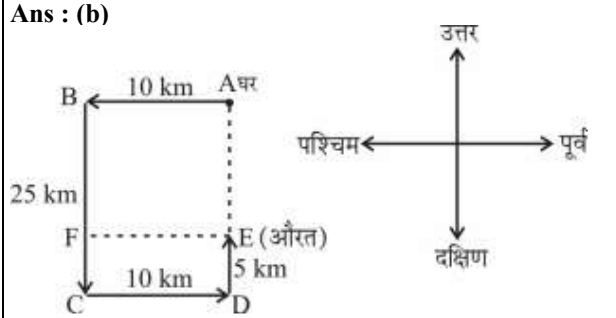 Ans : (b)
उत्तर
B 10 km A घर
पश्चिम पूर्व
25 km
F E (औरत)
5 km
दक्षिण
10 km
C D